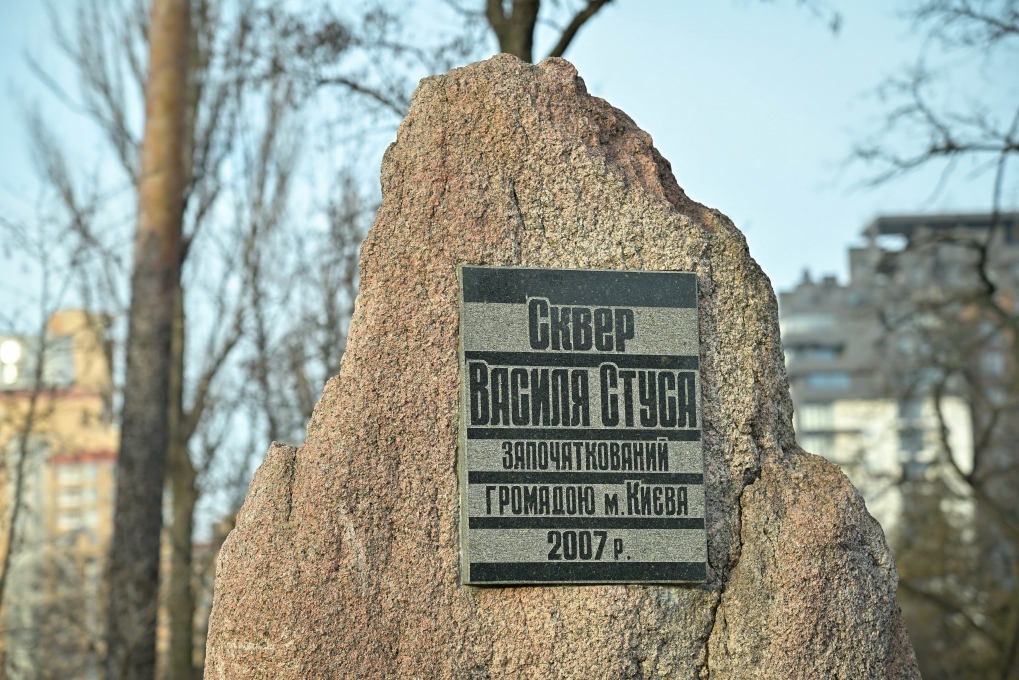 Сквер
Василя Стуса
започаткований
громадою м. Києва
2007 р.